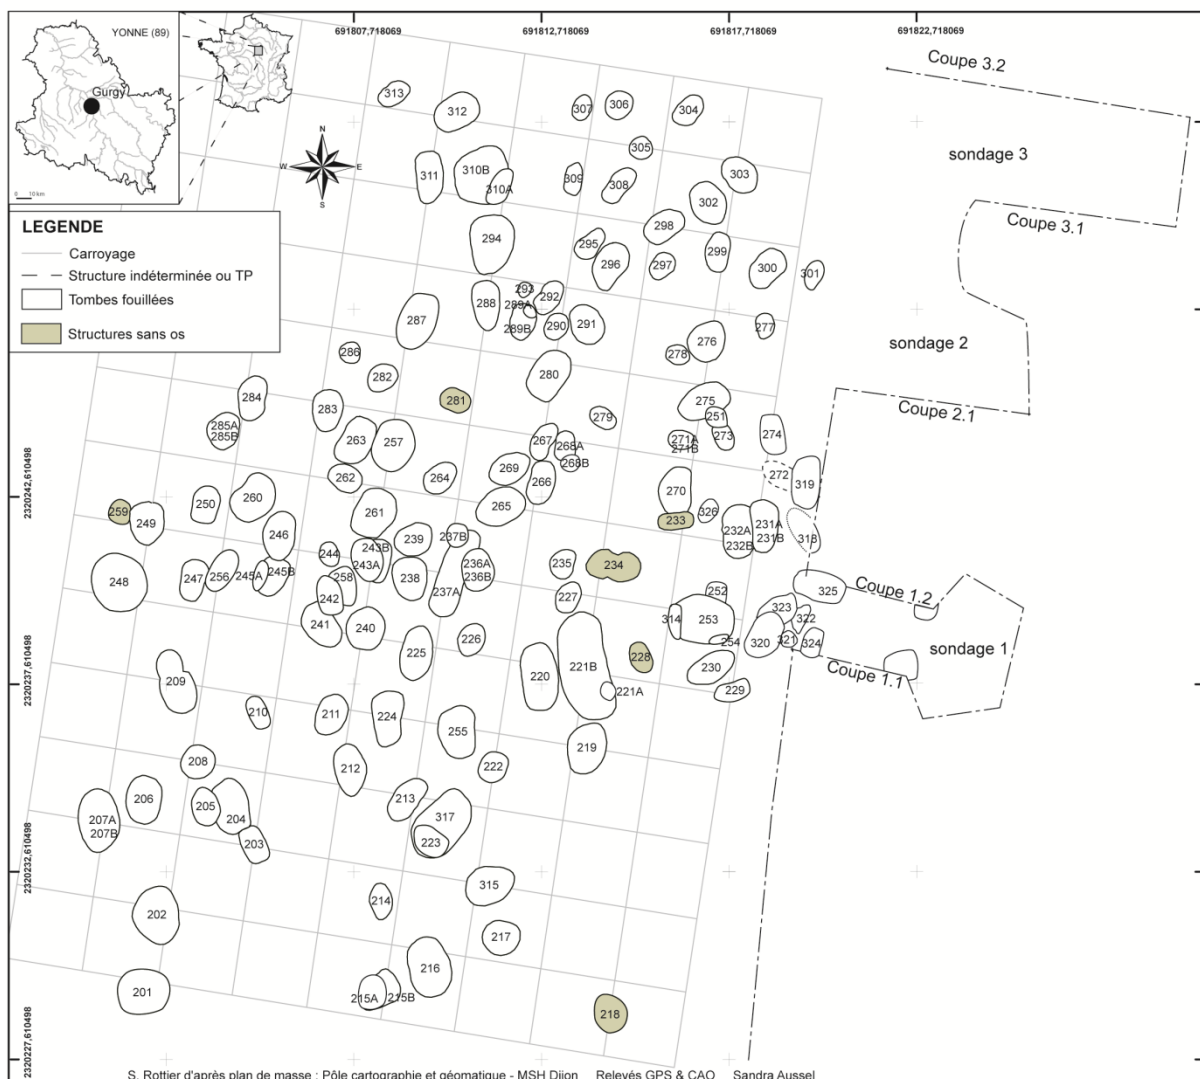 691807,718069
691812,718069
691817,718069
691822,718069
YONNE (89)
Gurgy
0 10 km
N
W E
S
LEGENDE
Carroyage
Structure indéterminée ou TP
Tombes fouillées
Structures sans os
Coupe 3.2
sondage 3
Coupe 3.1
sondage 2
Coupe 2.1
Coupe 1.2
sondage 1
Coupe 1.1
2320242,610498
2320237,610498
2320232,610498
2320227,610498
313
312
307
306
304
305
311
310B
310A
309
308
303
302
298
294
295
296
297
299
300
301
293
292
288
289A
289B
290
291
287
277
276
278
286
282
280
284
283
281
279
275
251
285A
285B
263
257
267
268A
268B
271A
271B
273
274
262
264
269
266
272
319
259
249
250
260
261
265
270
233
326
232A
232B
231A
231B
318
246
244
243B
243A
239
237B
236A
236B
235
234
248
247
256
245A
245B
258
242
238
237A
227
252
325
241
240
314
253
254
323
322
320
321
324
225
226
220
221B
228
221A
230
229
209
210
211
224
255
219
208
212
222
206
205
204
213
317
207A
207B
203
223
315
214
202
217
216
201
215A
215B
218
S. Rottier d'après plan de masse : Pôle cartographie et géomatique - MSH Dijon Relevés GPS & CAO Sandra Aussel